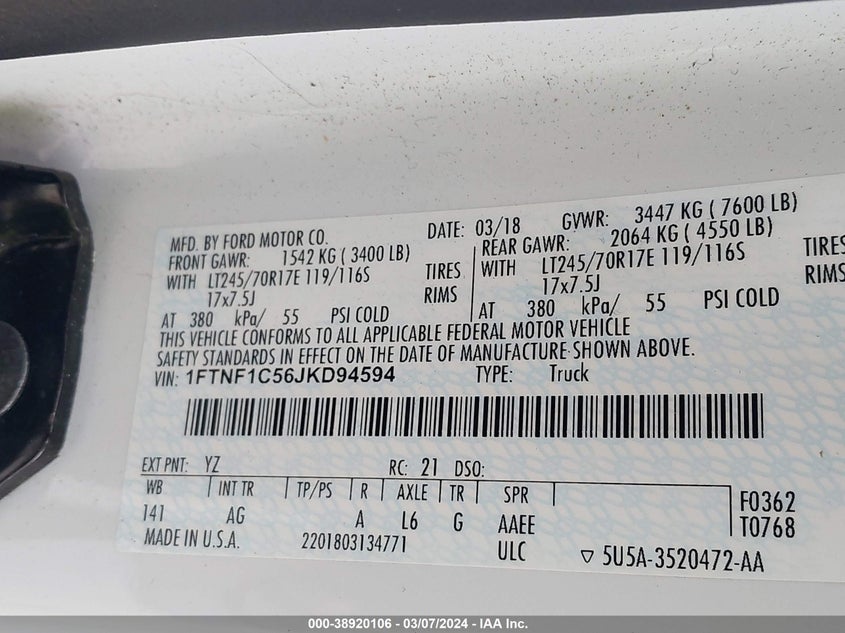 MFD. BY FORD MOTOR CO.
DATE: 03/18 GVWR: 3447 KG ( 7600 LB)
FRONT GAWR: 1542 KG ( 3400 LB)
REAR GAWR: 2064 KG ( 4550 LB)
WITH LT245/70R17E 119/116S TIRES
WITH LT245/70R17E 119/116S TIRES
17x7.5J RIMS
17x7.5J RIMS
AT 380 kPa/ 55 PSI COLD
AT 380 kPa/ 55 PSI COLD
THIS VEHICLE CONFORMS TO ALL APPLICABLE FEDERAL MOTOR VEHICLE
SAFETY STANDARDS IN EFFECT ON THE DATE OF MANUFACTURE SHOWN ABOVE.
VIN: 1FTNF1C56JKD94594 TYPE: Truck
EXT PNT: YZ RC: 21 DSO:
WB INT TR TP/PS R AXLE TR SPR F0362
141 AG A L6 G AAEE T0768
MADE IN U.S.A. 2201803134771 ULC ▽ 5U5A-3520472-AA
000-38920106 - 03/07/2024 - IAA Inc.